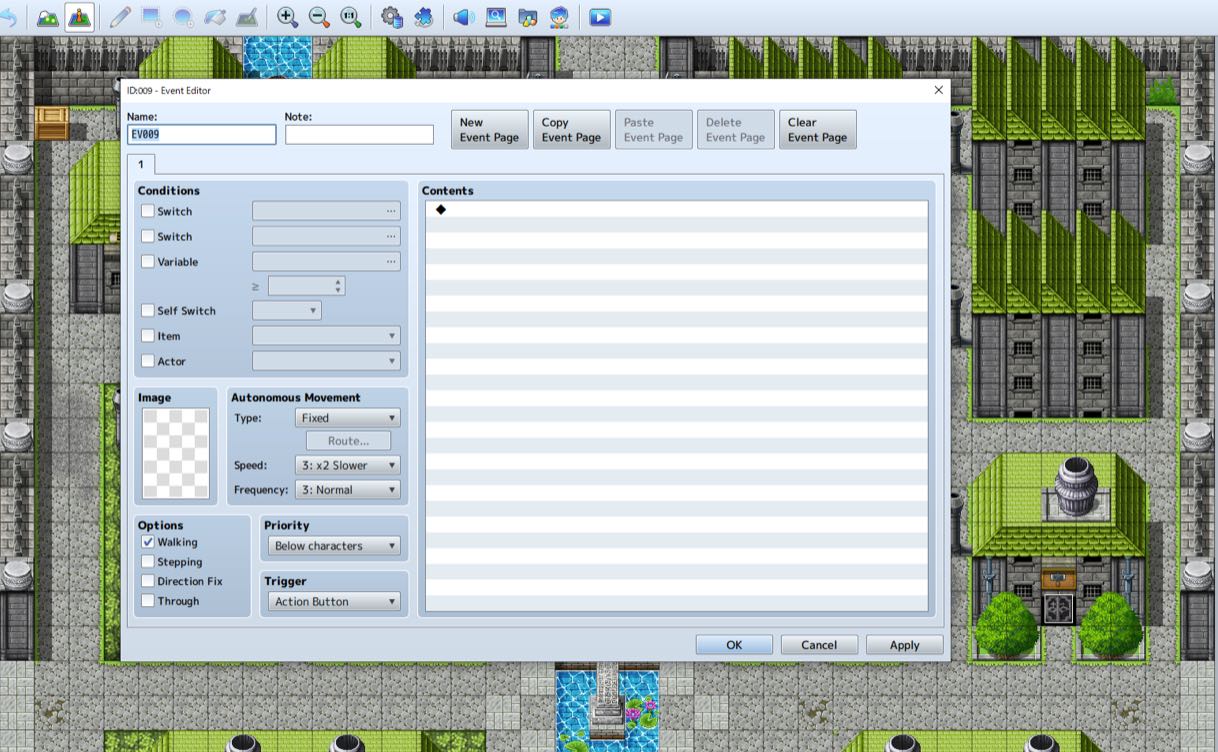 1:1
ID:009 - Event Editor
Name:
Note:
EV009
New
Event Page
Copy
Event Page
Paste
Event Page
Delete
Event Page
Clear
Event Page
1
Conditions
Switch
...
Switch
...
Variable
...
≥
Self Switch
Item
Actor
Image
Autonomous Movement
Type:
Fixed
Route...
Speed:
3: x2 Slower
Frequency:
3: Normal
Options
Walking
Stepping
Direction Fix
Through
Priority
Below characters
Trigger
Action Button
Contents
◆
OK
Cancel
Apply